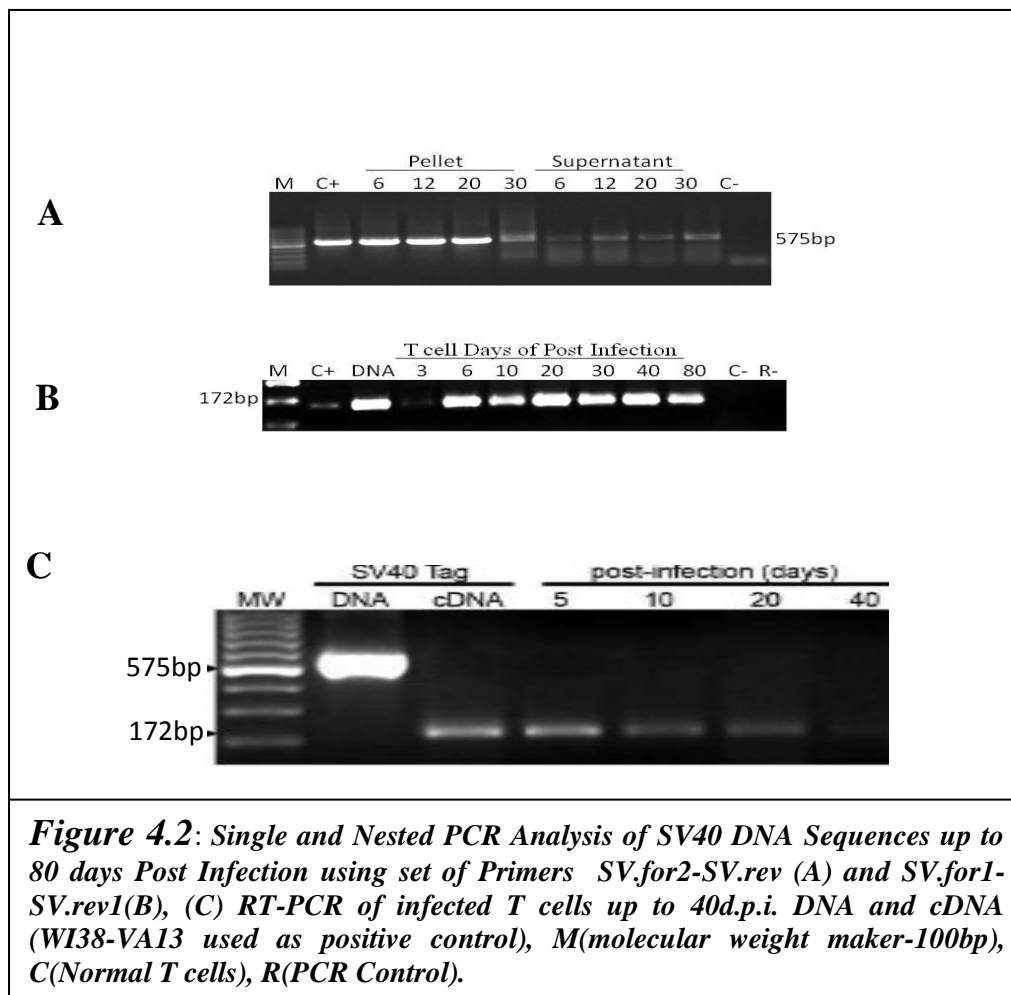 A
Pellet Supernatant
M C+ 6 12 20 30 6 12 20 30 C-
575bp
B
T cell Days of Post Infection
M C+ DNA 3 6 10 20 30 40 80 C- R-
172bp
C
SV40 Tag post-infection (days)
MW DNA cDNA 5 10 20 40
575bp
172bp
Figure 4.2: Single and Nested PCR Analysis of SV40 DNA Sequences up to
80 days Post Infection using set of Primers SV.for2-SV.rev (A) and SV.for1-
SV.rev1(B), (C) RT-PCR of infected T cells up to 40d.p.i. DNA and cDNA
(WI38-VA13 used as positive control), M(molecular weight maker-100bp),
C(Normal T cells), R(PCR Control).